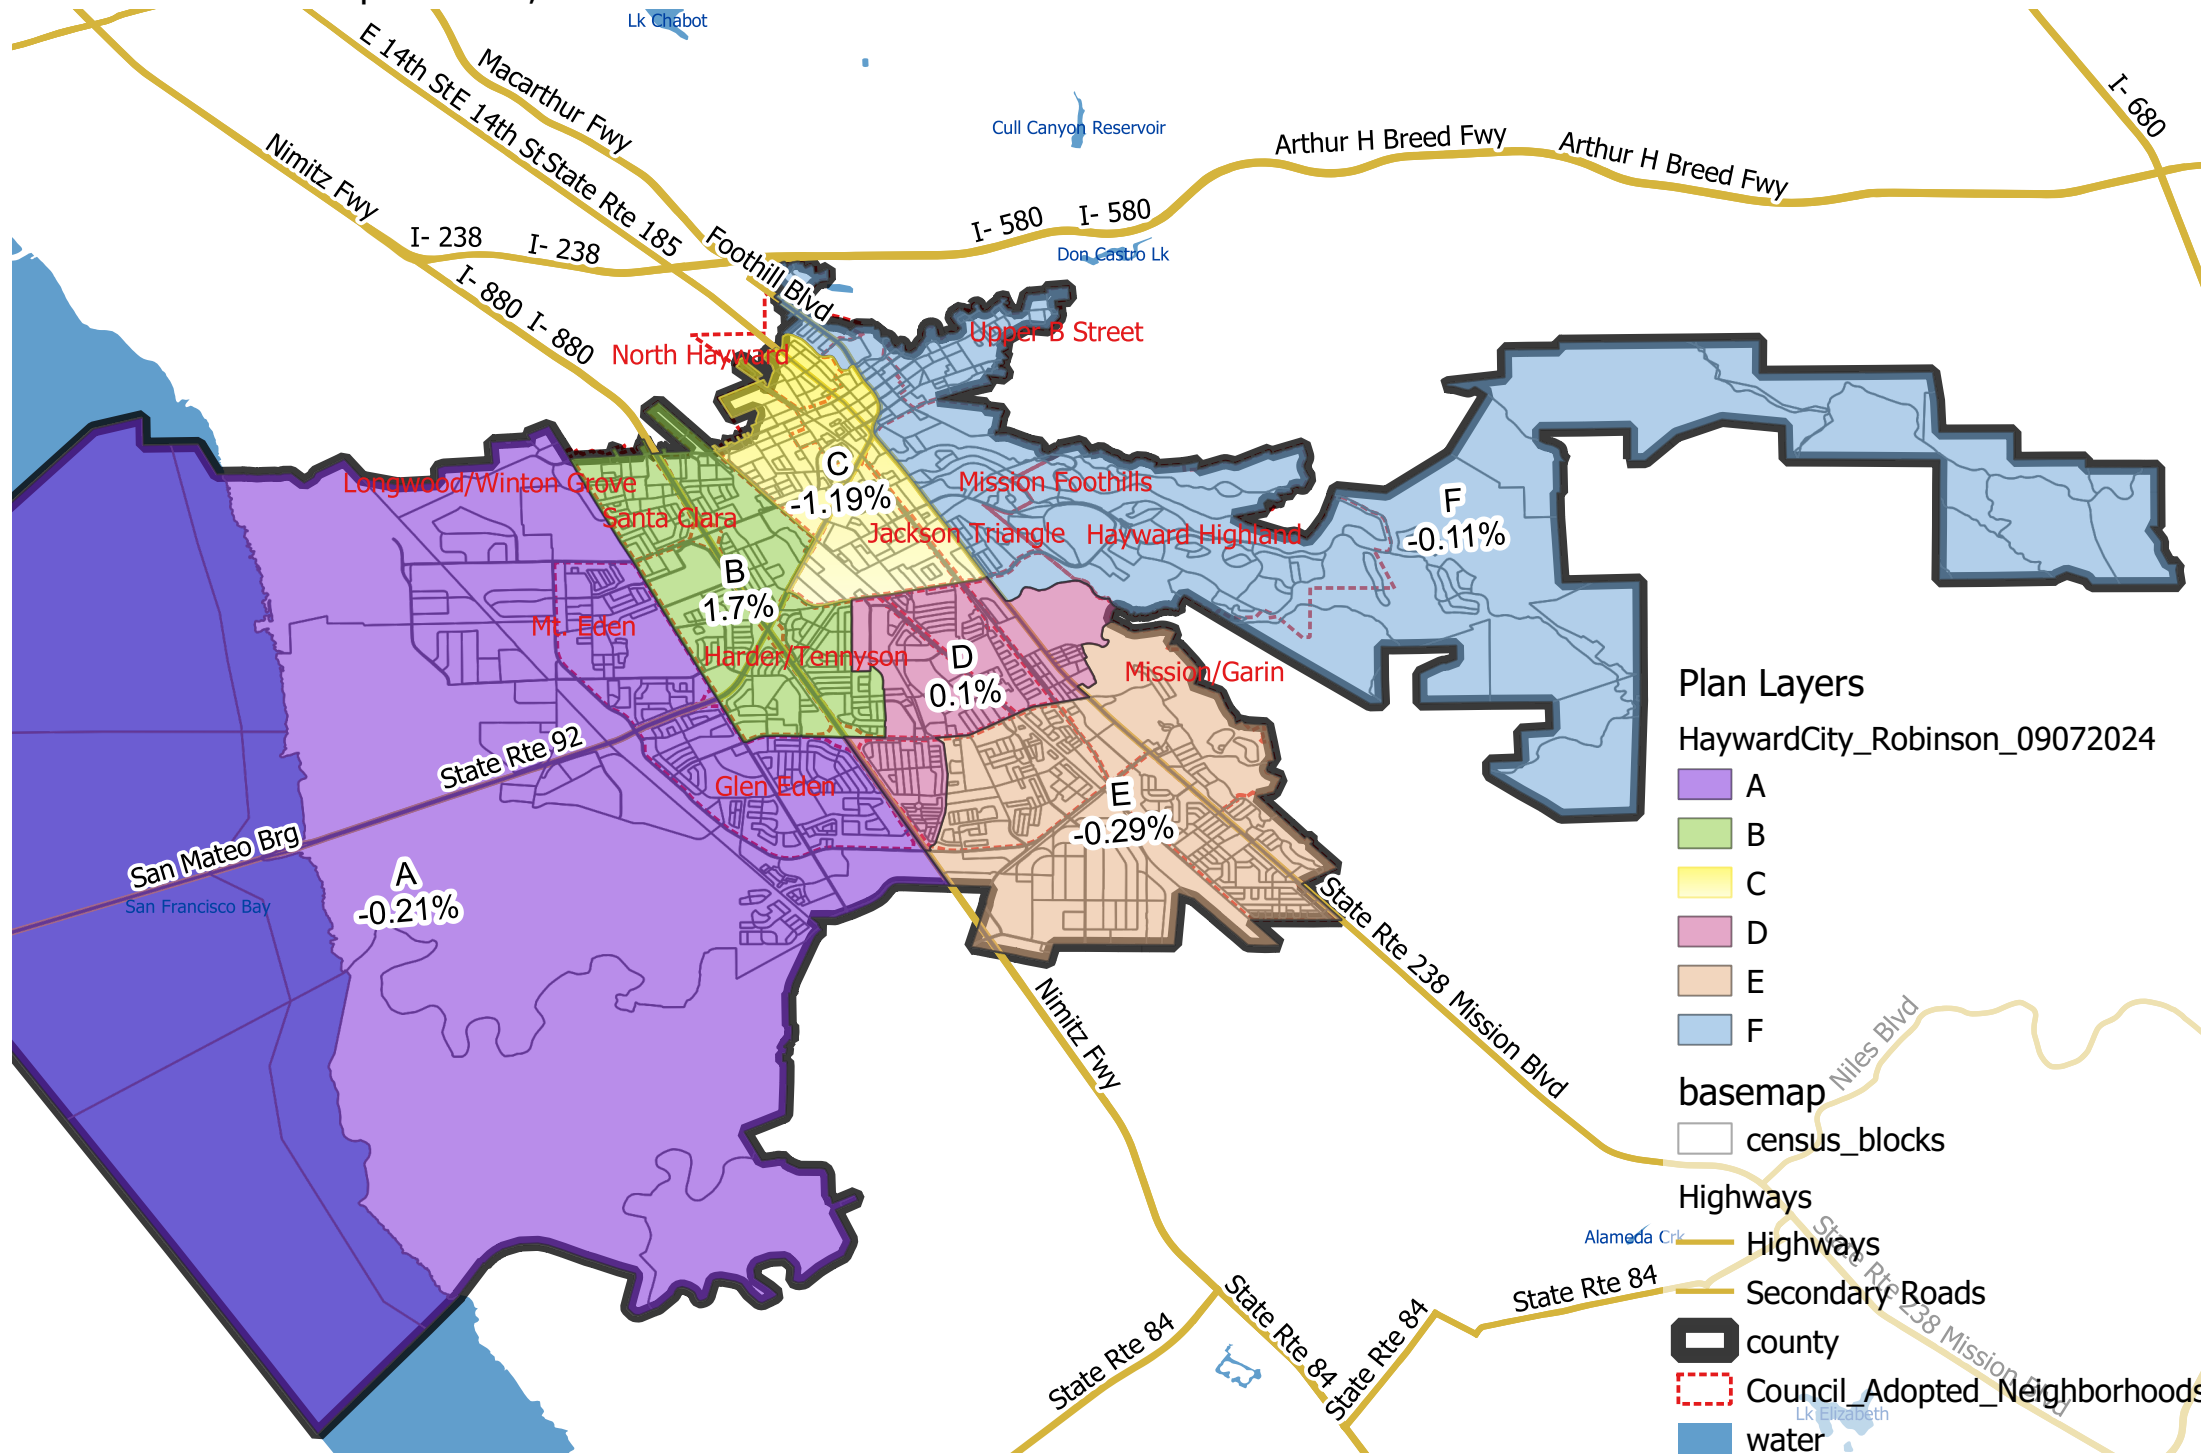 Lk Chabot
E 14th St
E 14th St
State Rte 185
Macarthur Fwy
Nimitz Fwy
Cull Canyon Reservoir
Arthur H Breed Fwy
Arthur H Breed Fwy
I- 680
I- 238
I- 238
I- 580
I- 580
Don Castro Lk
Foothill Blvd
I- 880
I- 880
North Hayward
Upper B Street
Longwood/Winton Grove
Santa Clara
C
-1.19%
Mission Foothills
Jackson Triangle
Hayward Highland
F
-0.11%
B
1.7%
Mt. Eden
Harder/Tennyson
D
0.1%
Mission/Garin
State Rte 92
Glen Eden
E
-0.29%
San Mateo Brg
A
-0.21%
San Francisco Bay
State Rte 238 Mission Blvd
Nimitz Fwy
Plan Layers
HaywardCity_Robinson_09072024
A
B
C
D
E
F
basemap
census_blocks
Highways
Highways
Secondary Roads
county
Council_Adopted_Neighborhoods
water
Niles Blvd
State Rte 238 Mission Blvd
Alameda Crk
State Rte 84
State Rte 84
State Rte 84
State Rte 84
Lk Elizabeth